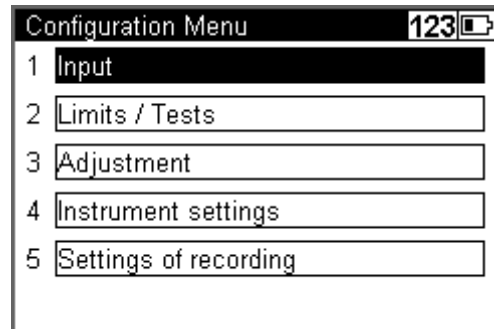 Configuration Menu 123
1 Input
2 Limits / Tests
3 Adjustment
4 Instrument settings
5 Settings of recording